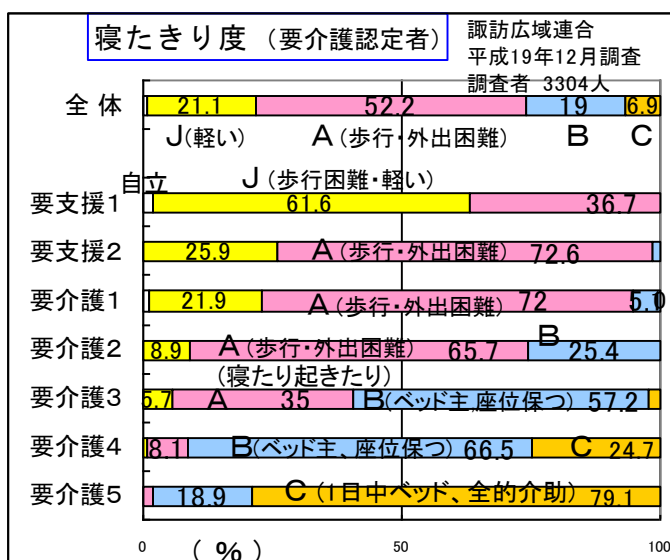 寝たきり度 (要介護認定者)
諏訪広域連合
平成19年12月調査
調査者 3304人
全 体 21.1 52.2 19 6.9
J(軽い) A(歩行・外出困難) B C
自立 J(歩行困難・軽い)
要支援1 61.6 36.7
要支援2 25.9 A(歩行・外出困難) 72.6
要介護1 21.9 A(歩行・外出困難) 72 5.0
要介護2 8.9 A(歩行・外出困難) 65.7 B 25.4
(寝たり起きたり)
要介護3 5.7 A 35 B(ベッド主,座位保つ) 57.2
要介護4 8.1 B(ベッド主、座位保つ) 66.5 C 24.7
要介護5 18.9 C(1日中ベッド、全的介助) 79.1
0 (%) 50 100